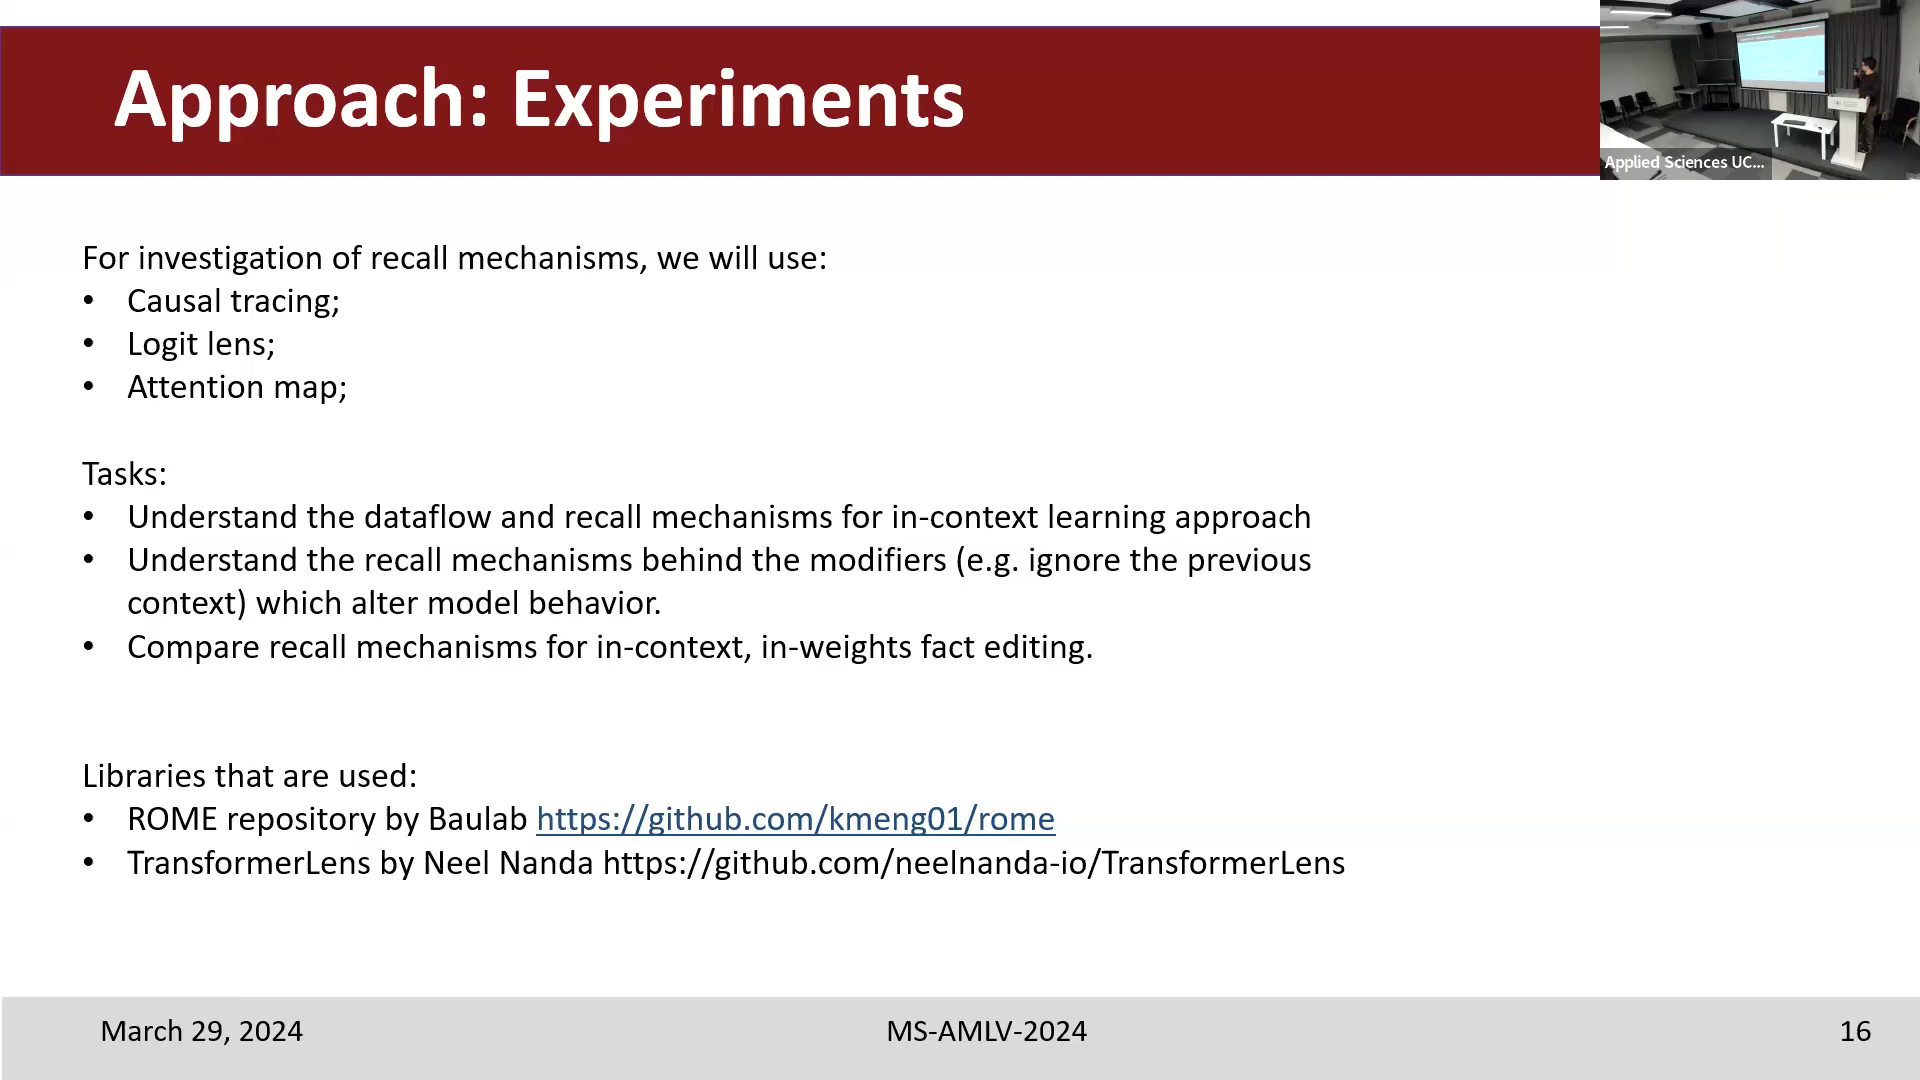 Approach: Experiments
Applied Sciences UC...
For investigation of recall mechanisms, we will use:
• Causal tracing;
• Logit lens;
• Attention map;
Tasks:
• Understand the dataflow and recall mechanisms for in-context learning approach
• Understand the recall mechanisms behind the modifiers (e.g. ignore the previous
context) which alter model behavior.
• Compare recall mechanisms for in-context, in-weights fact editing.
Libraries that are used:
• ROME repository by Baulab https://github.com/kmeng01/rome
• TransformerLens by Neel Nanda https://github.com/neelnanda-io/TransformerLens
March 29, 2024
MS-AMLV-2024
16